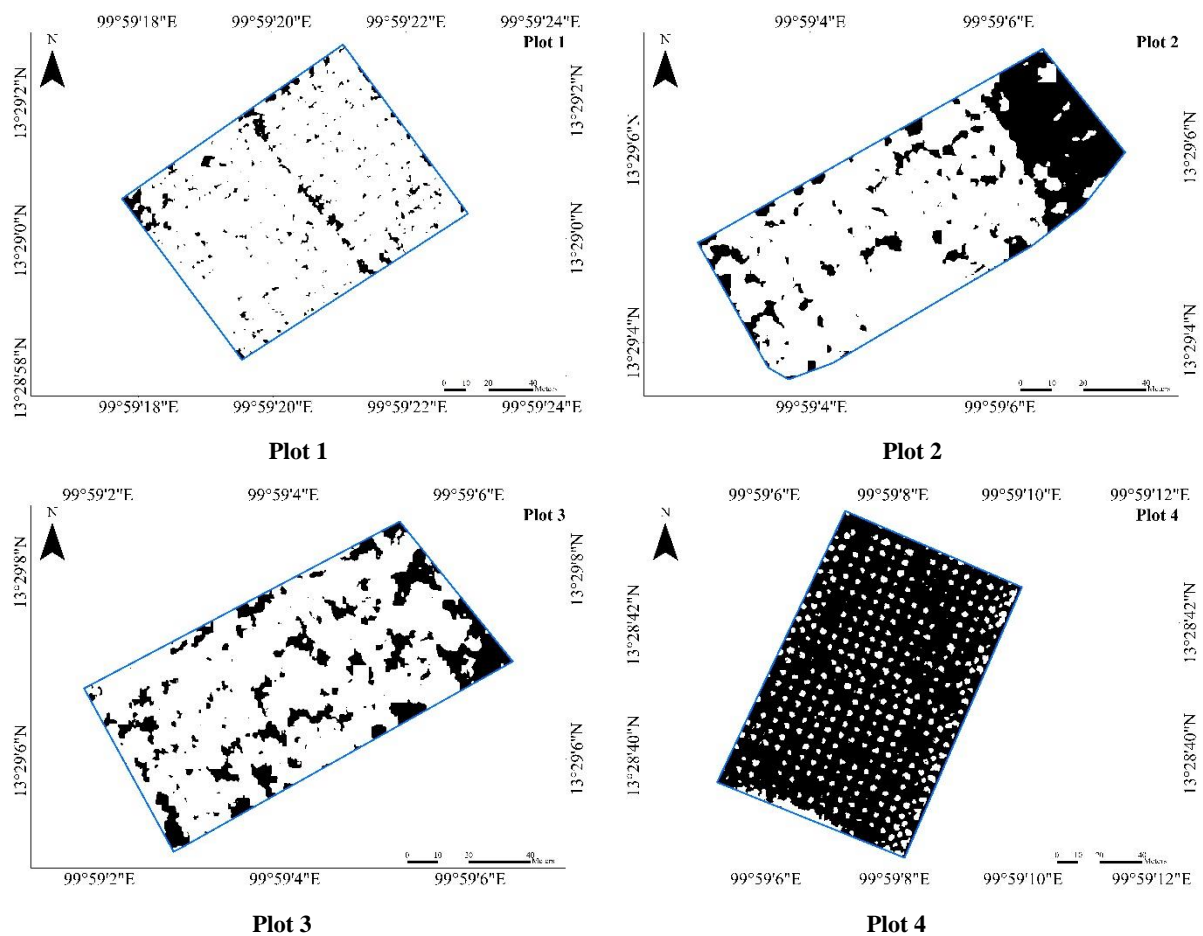 99°59'18"E 99°59'20"E 99°59'22"E 99°59'24"E
N
Plot 1
13°29'2"N
13°29'0"N
13°28'58"N
13°29'2"N
13°29'0"N
0 10 20 40
Meters
99°59'18"E 99°59'20"E 99°59'22"E 99°59'24"E
Plot 1
99°59'4"E 99°59'6"E
N
Plot 2
13°29'6"N
13°29'4"N
13°29'6"N
13°29'4"N
0 10 20 40
Meters
99°59'4"E 99°59'6"E
Plot 2
99°59'2"E 99°59'4"E 99°59'6"E
N
Plot 3
13°29'8"N
13°29'6"N
13°29'8"N
13°29'6"N
0 10 20 40
Meters
99°59'2"E 99°59'4"E 99°59'6"E
Plot 3
99°59'6"E 99°59'8"E 99°59'10"E 99°59'12"E
N
Plot 4
13°28'42"N
13°28'40"N
13°28'42"N
13°28'40"N
0 10 20 40
Meters
99°59'6"E 99°59'8"E 99°59'10"E 99°59'12"E
Plot 4